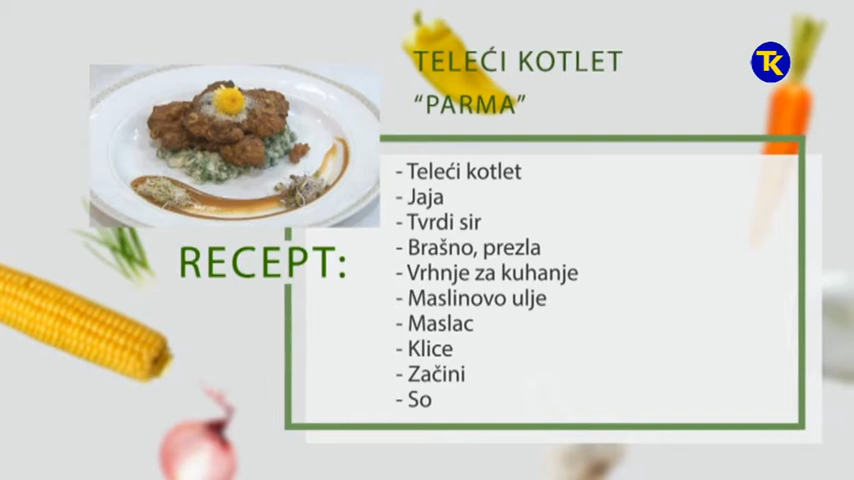 TELEĆI KOTLET
“PARMA”
TK
RECEPT:
- Teleći kotlet
- Jaja
- Tvrdi sir
- Brašno, prezla
- Vrhnje za kuhanje
- Maslinovo ulje
- Maslac
- Klice
- Začini
- So